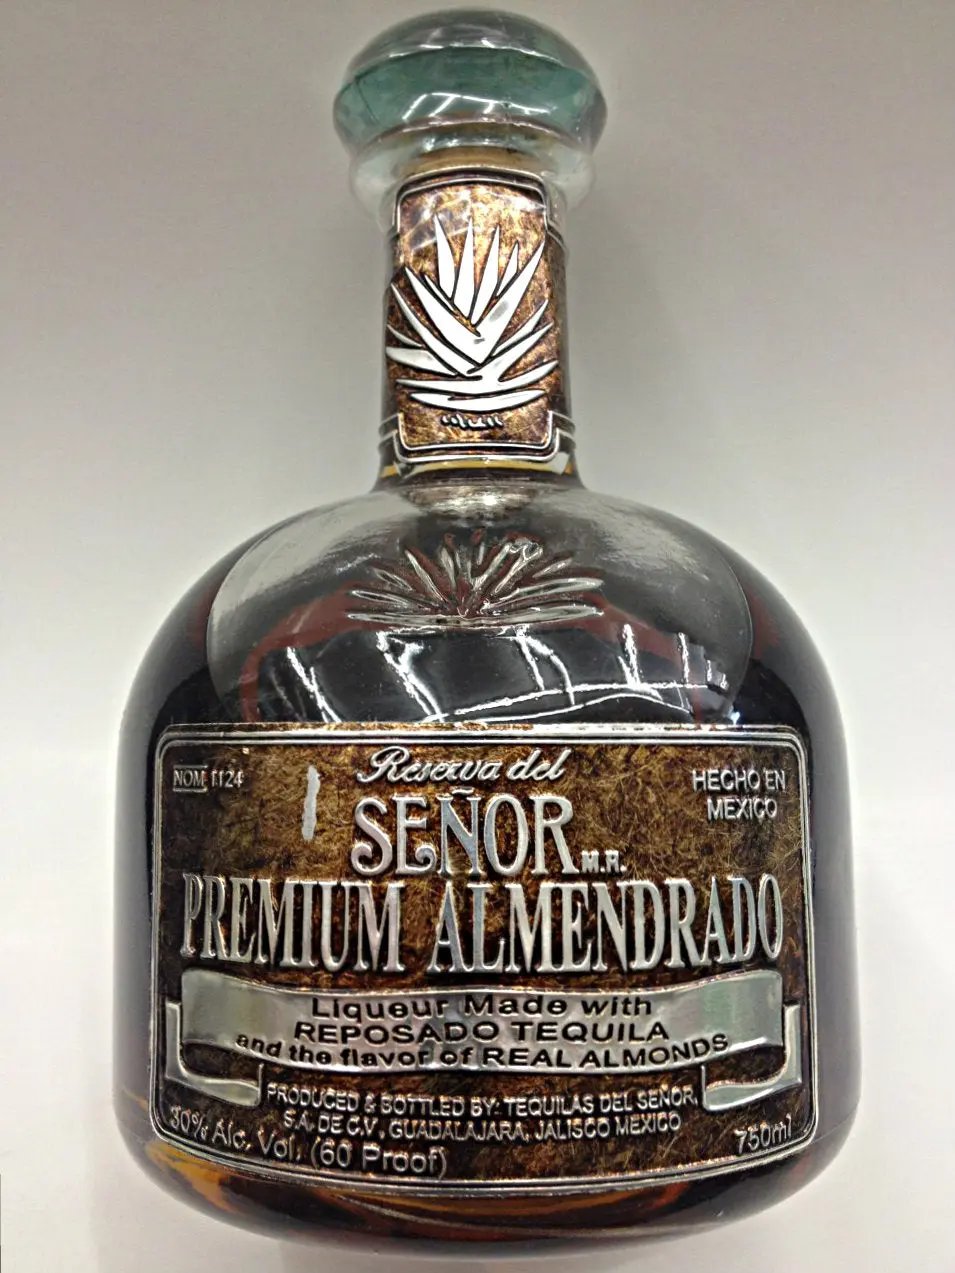 Reserva del
NOM 1124
HECHO EN
MEXICO
SEÑOR M.R.
PREMIUM ALMENDRADO
Liqueur Made with
REPOSADO TEQUILA
and the flavor of REAL ALMONDS
PRODUCED & BOTTLED BY: TEQUILAS DEL SEÑOR,
S.A. DE C.V., GUADALAJARA, JALISCO MEXICO
30% Alc. Vol. (60 Proof)
750ml